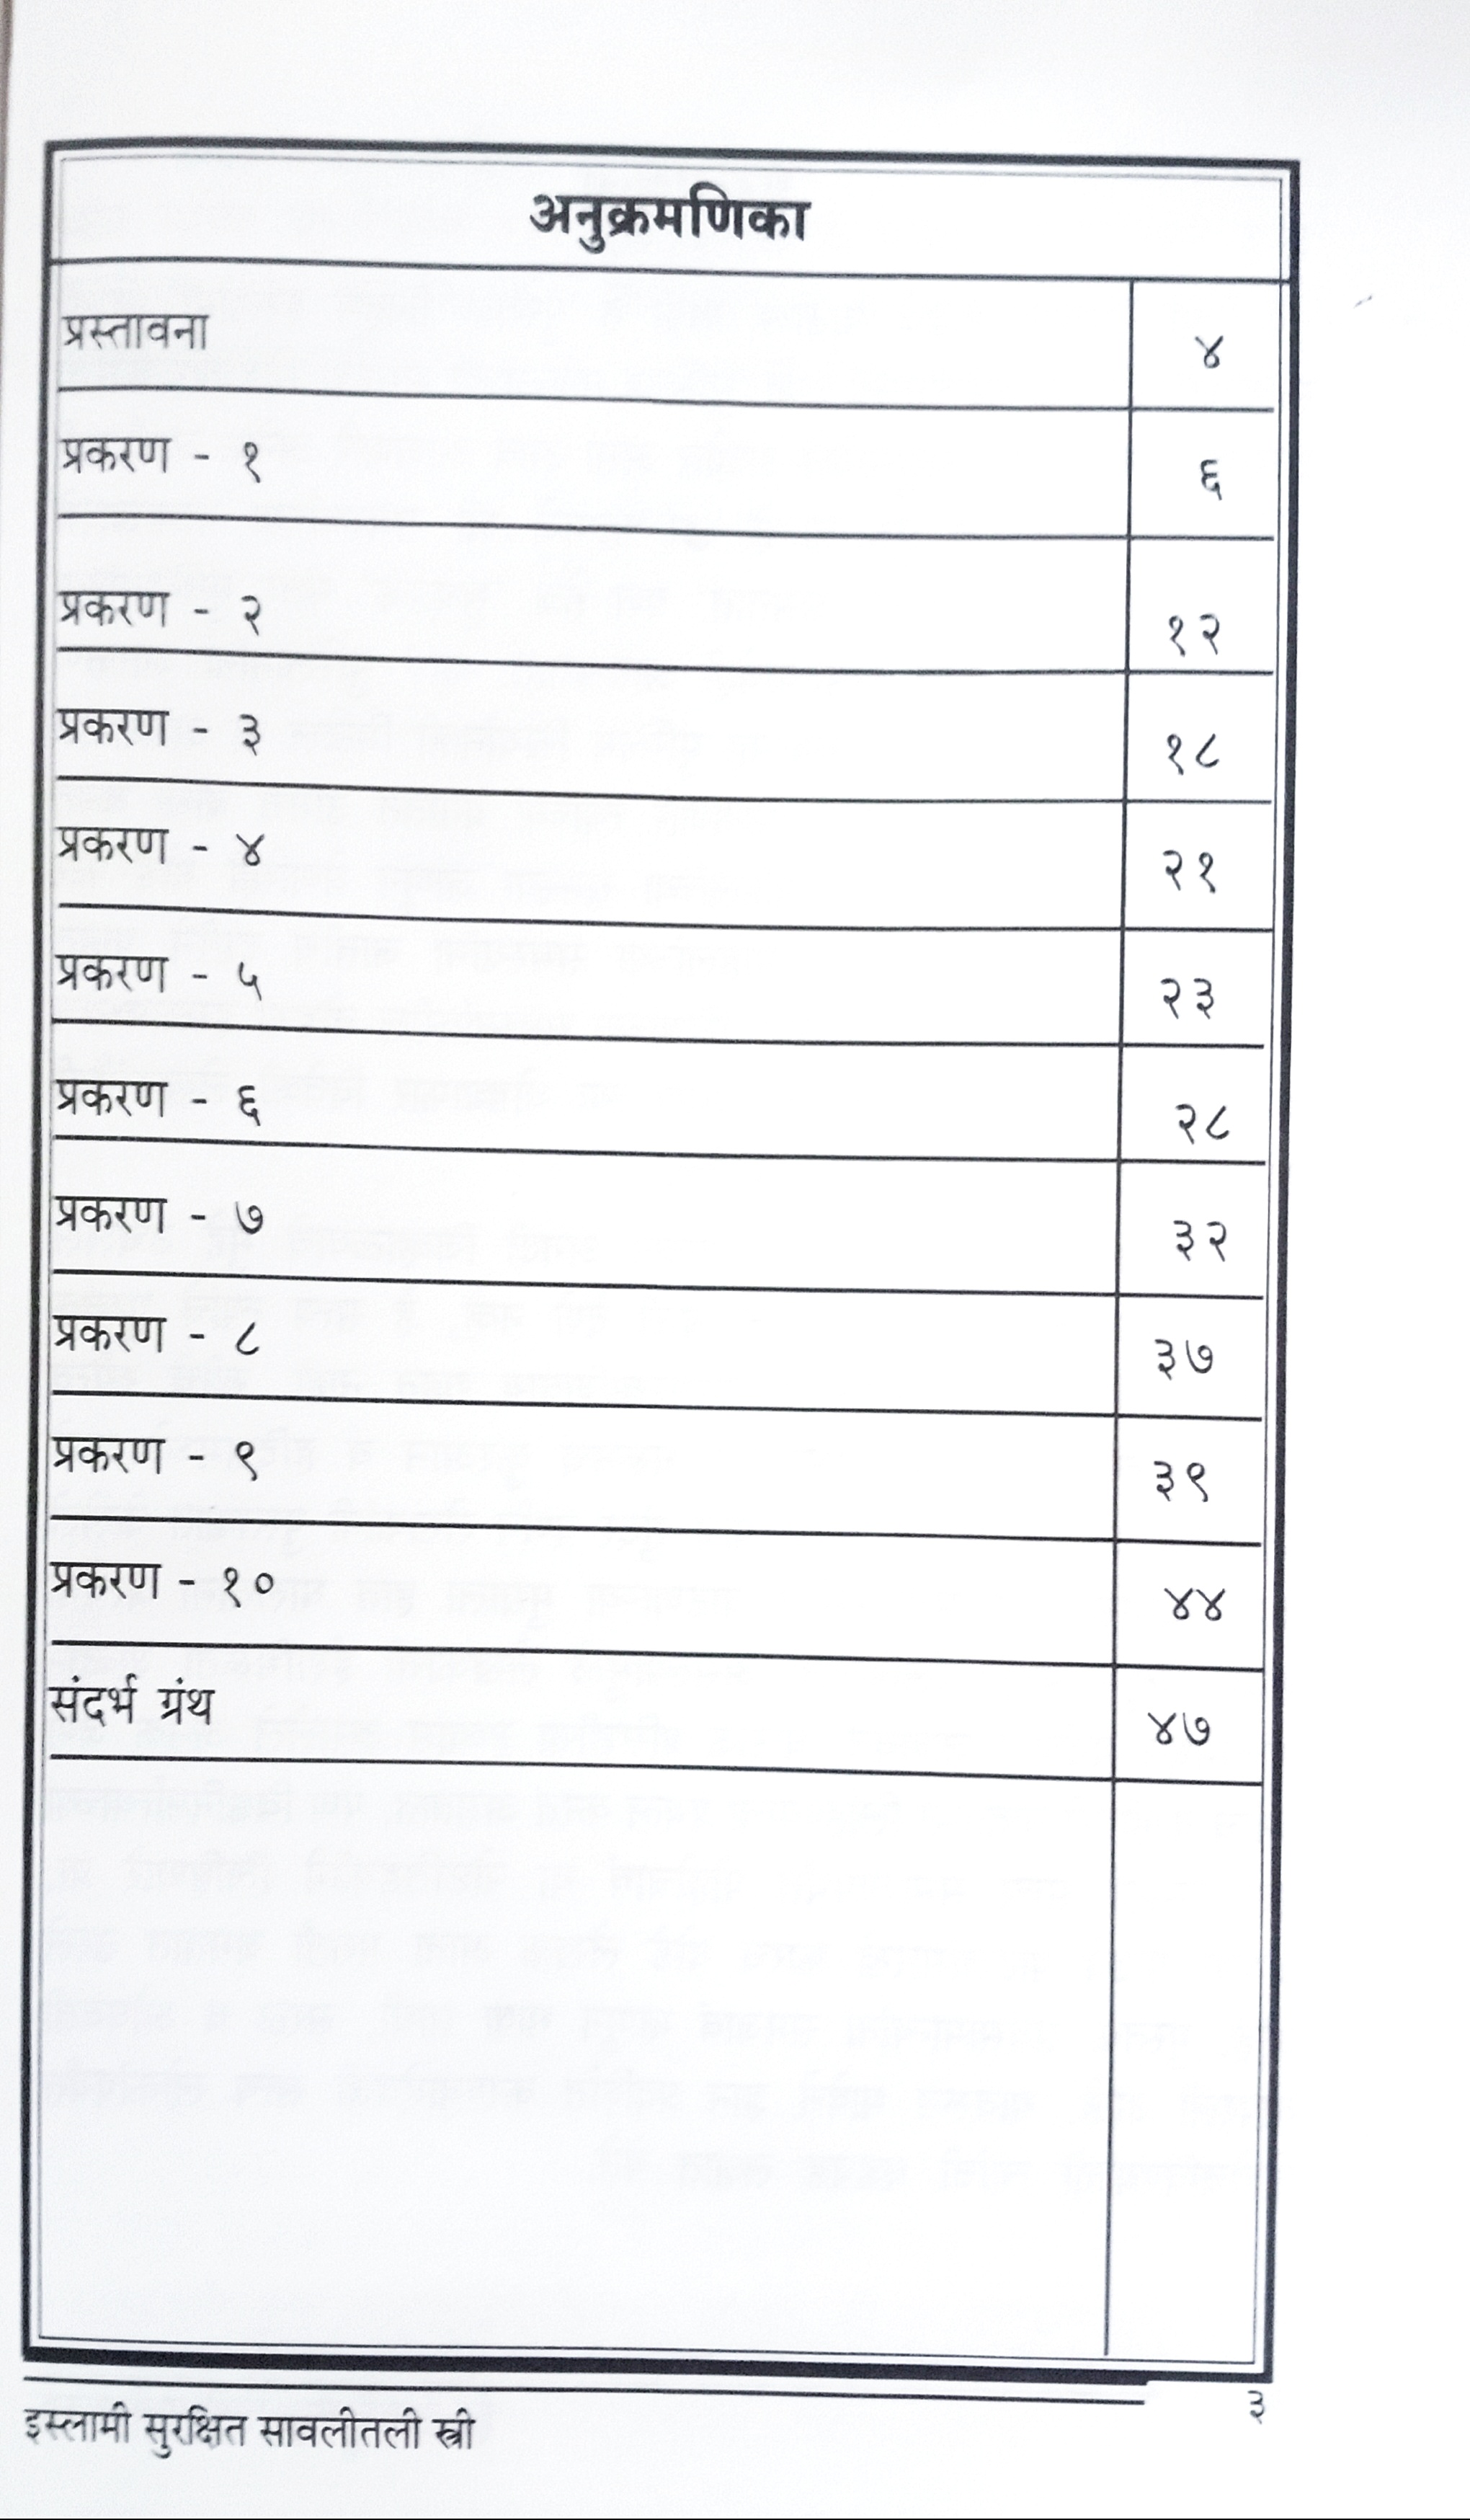 अनुक्रमणिका
प्रस्तावना ४
प्रकरण - १ ६
प्रकरण - २ १२
प्रकरण - ३ १८
प्रकरण - ४ २१
प्रकरण - ५ २३
प्रकरण - ६ २८
प्रकरण - ७ ३२
प्रकरण - ८ ३७
प्रकरण - ९ ३९
प्रकरण - १० ४४
संदर्भ ग्रंथ ४७
इस्लामी सुरक्षित सावलीतली स्त्री ३